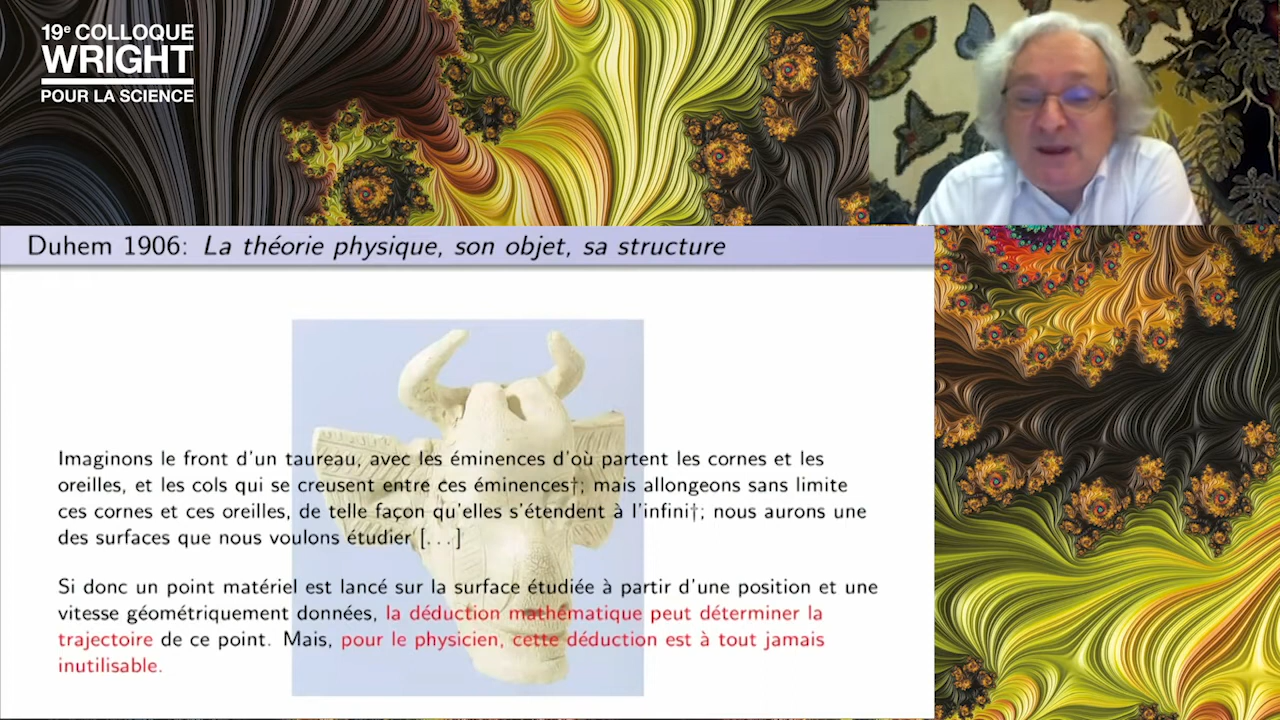 19e COLLOQUE
WRIGHT
POUR LA SCIENCE
Duhem 1906: La théorie physique, son objet, sa structure
Imaginons le front d'un taureau, avec les éminences d'où partent les cornes et les
oreilles, et les cols qui se creusent entre ces éminences†; mais allongeons sans limite
ces cornes et ces oreilles, de telle façon qu'elles s'étendent à l'infini†; nous aurons une
des surfaces que nous voulons étudier [...]
Si donc un point matériel est lancé sur la surface étudiée à partir d'une position et une
vitesse géométriquement données, la déduction mathématique peut déterminer la
trajectoire de ce point. Mais, pour le physicien, cette déduction est à tout jamais
inutilisable.